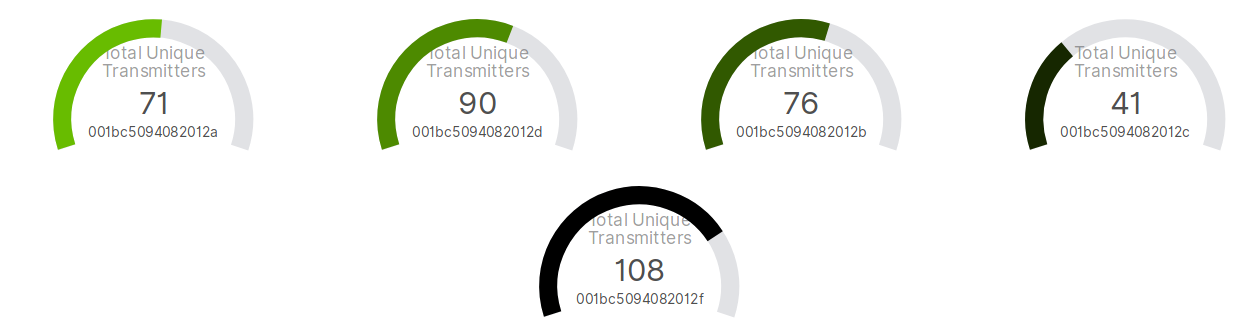 Total Unique
Transmitters
71
001bc5094082012a
Total Unique
Transmitters
90
001bc5094082012d
Total Unique
Transmitters
76
001bc5094082012b
Total Unique
Transmitters
41
001bc5094082012c
Total Unique
Transmitters
108
001bc5094082012f